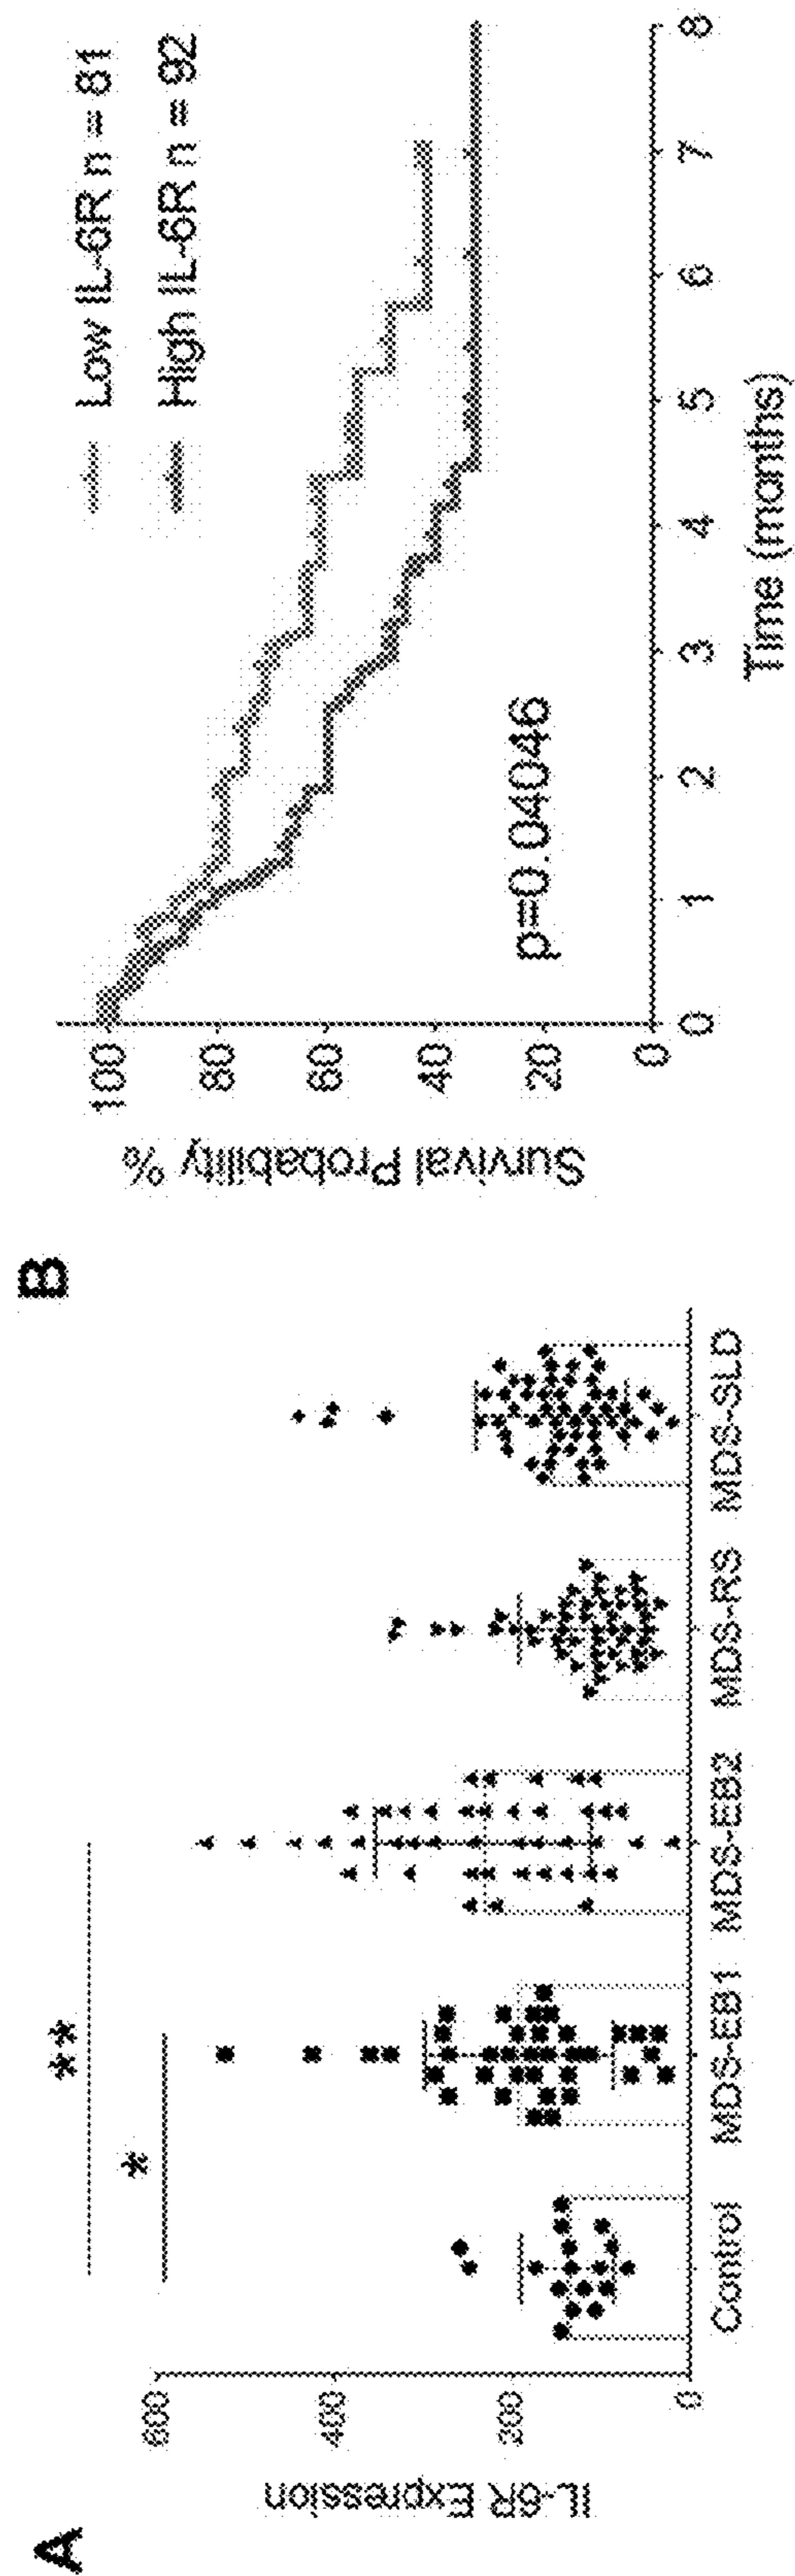 A
IL-6R Expression
600
400
200
0
*
**
Control
MDS-EB1
MDS-EB2
MDS-RS
MDS-SLD
B
Survival Probability %
100
80
60
40
20
0
Low IL-6R n = 81
High IL-6R n = 92
p=0.04046
0 1 2 3 4 5 6 7 8
Time (months)